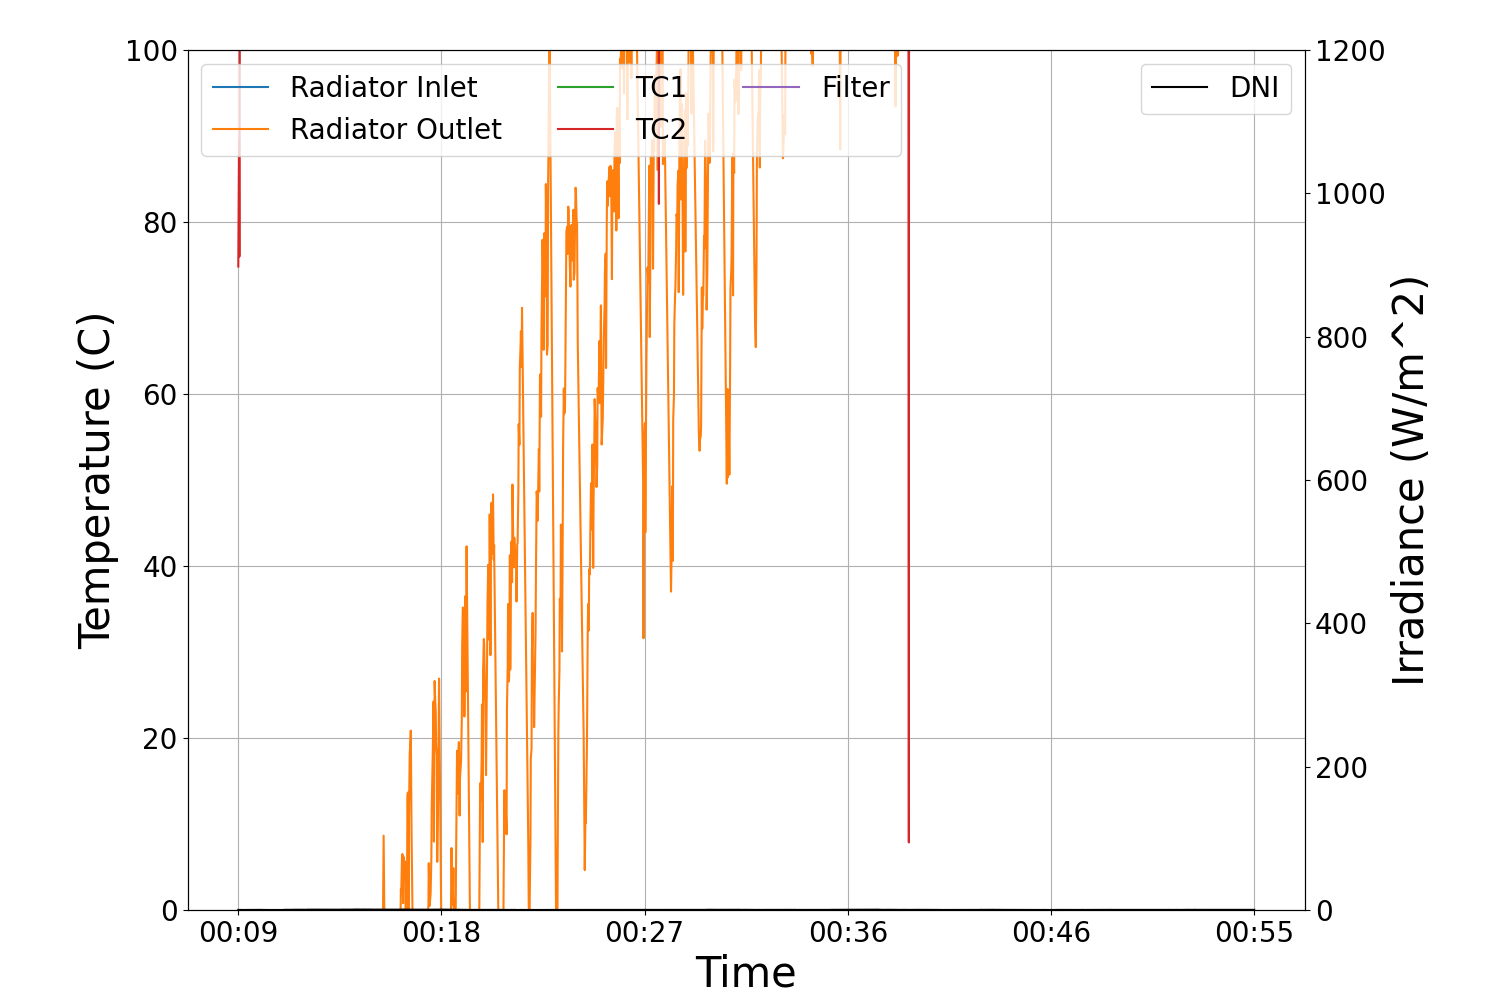 Radiator Inlet
Radiator Outlet
TC1
TC2
Filter
DNI
Temperature (C)
100
80
60
40
20
0
1200
1000
800
600
400
200
0
Irradiance (W/m^2)
00:09 00:18 00:27 00:36 00:46 00:55
Time